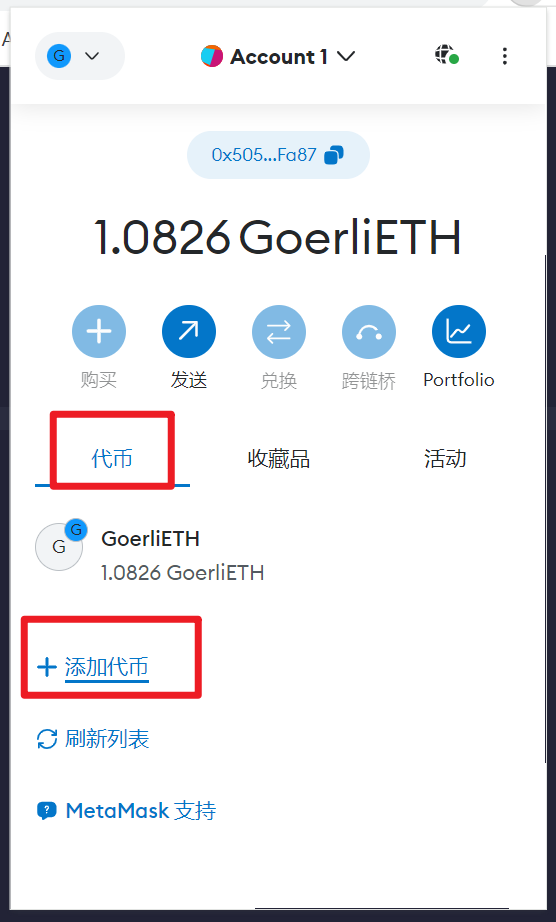 G
Account 1
0x505...Fa87
1.0826 GoerliETH
购买 发送 兑换 跨链桥 Portfolio
代币 收藏品 活动
G
G
GoerliETH
1.0826 GoerliETH
添加代币
刷新列表
MetaMask 支持